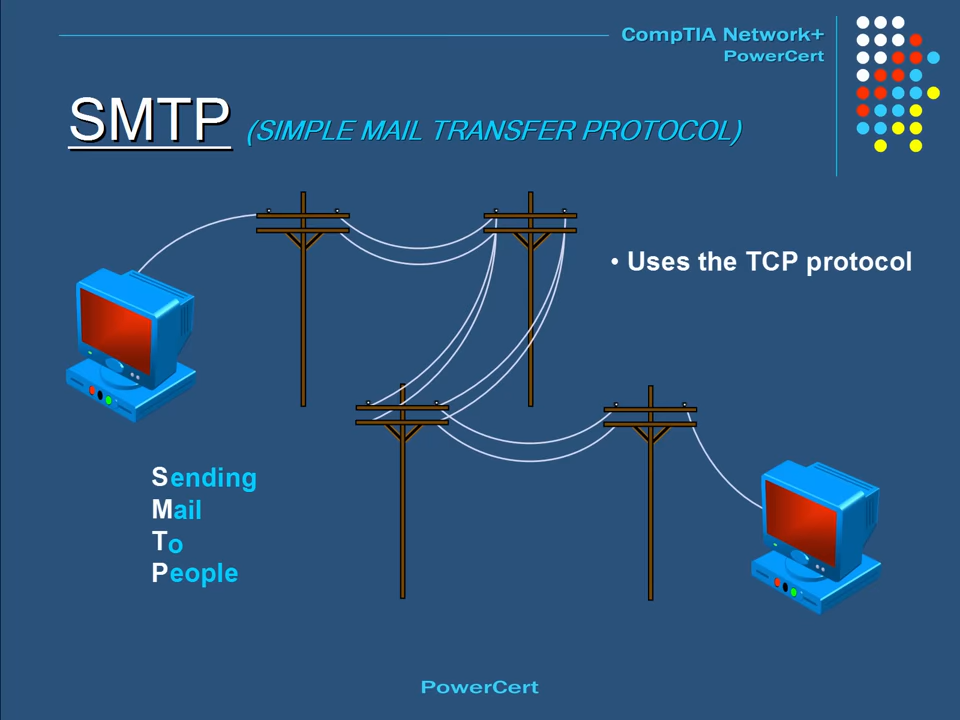 CompTIA Network+
PowerCert
SMTP (SIMPLE MAIL TRANSFER PROTOCOL)
• Uses the TCP protocol
Sending
Mail
To
People
PowerCert